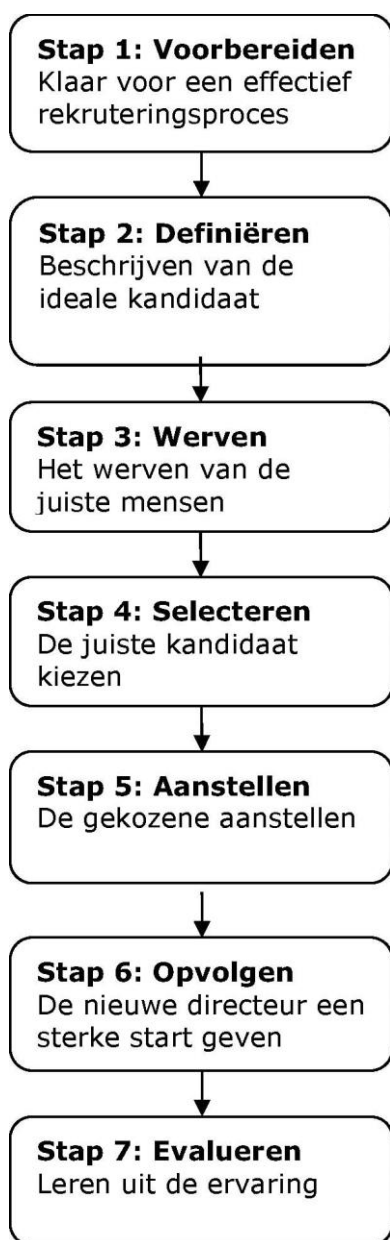 Stap 1: Voorbereiden
Klaar voor een effectief
rekruteringsproces
Stap 2: Definiëren
Beschrijven van de
ideale kandidaat
Stap 3: Werven
Het werven van de
juiste mensen
Stap 4: Selecteren
De juiste kandidaat
kiezen
Stap 5: Aanstellen
De gekozene aanstellen
Stap 6: Opvolgen
De nieuwe directeur een
sterke start geven
Stap 7: Evalueren
Leren uit de ervaring